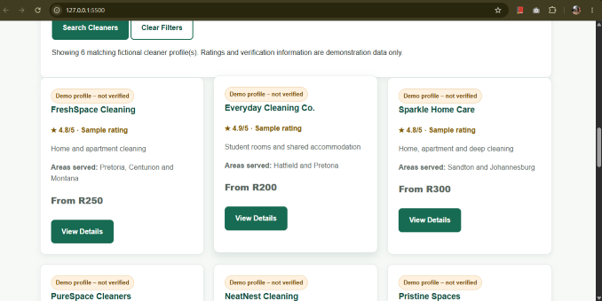 127.0.0.1:5500
Search Cleaners
Clear Filters
Showing 6 matching fictional cleaner profile(s). Ratings and verification information are demonstration data only.
Demo profile – not verified
FreshSpace Cleaning
★ 4.8/5 · Sample rating
Home and apartment cleaning
Areas served: Pretoria, Centurion and
Montana
From R250
View Details
Demo profile – not verified
Everyday Cleaning Co.
★ 4.9/5 · Sample rating
Student rooms and shared accommodation
Areas served: Hatfield and Pretoria
From R200
View Details
Demo profile – not verified
Sparkle Home Care
★ 4.8/5 · Sample rating
Home, apartment and deep cleaning
Areas served: Sandton and Johannesburg
From R300
View Details
Demo profile – not verified
PureSpace Cleaners
Demo profile – not verified
NeatNest Cleaning
Demo profile – not verified
Pristine Spaces